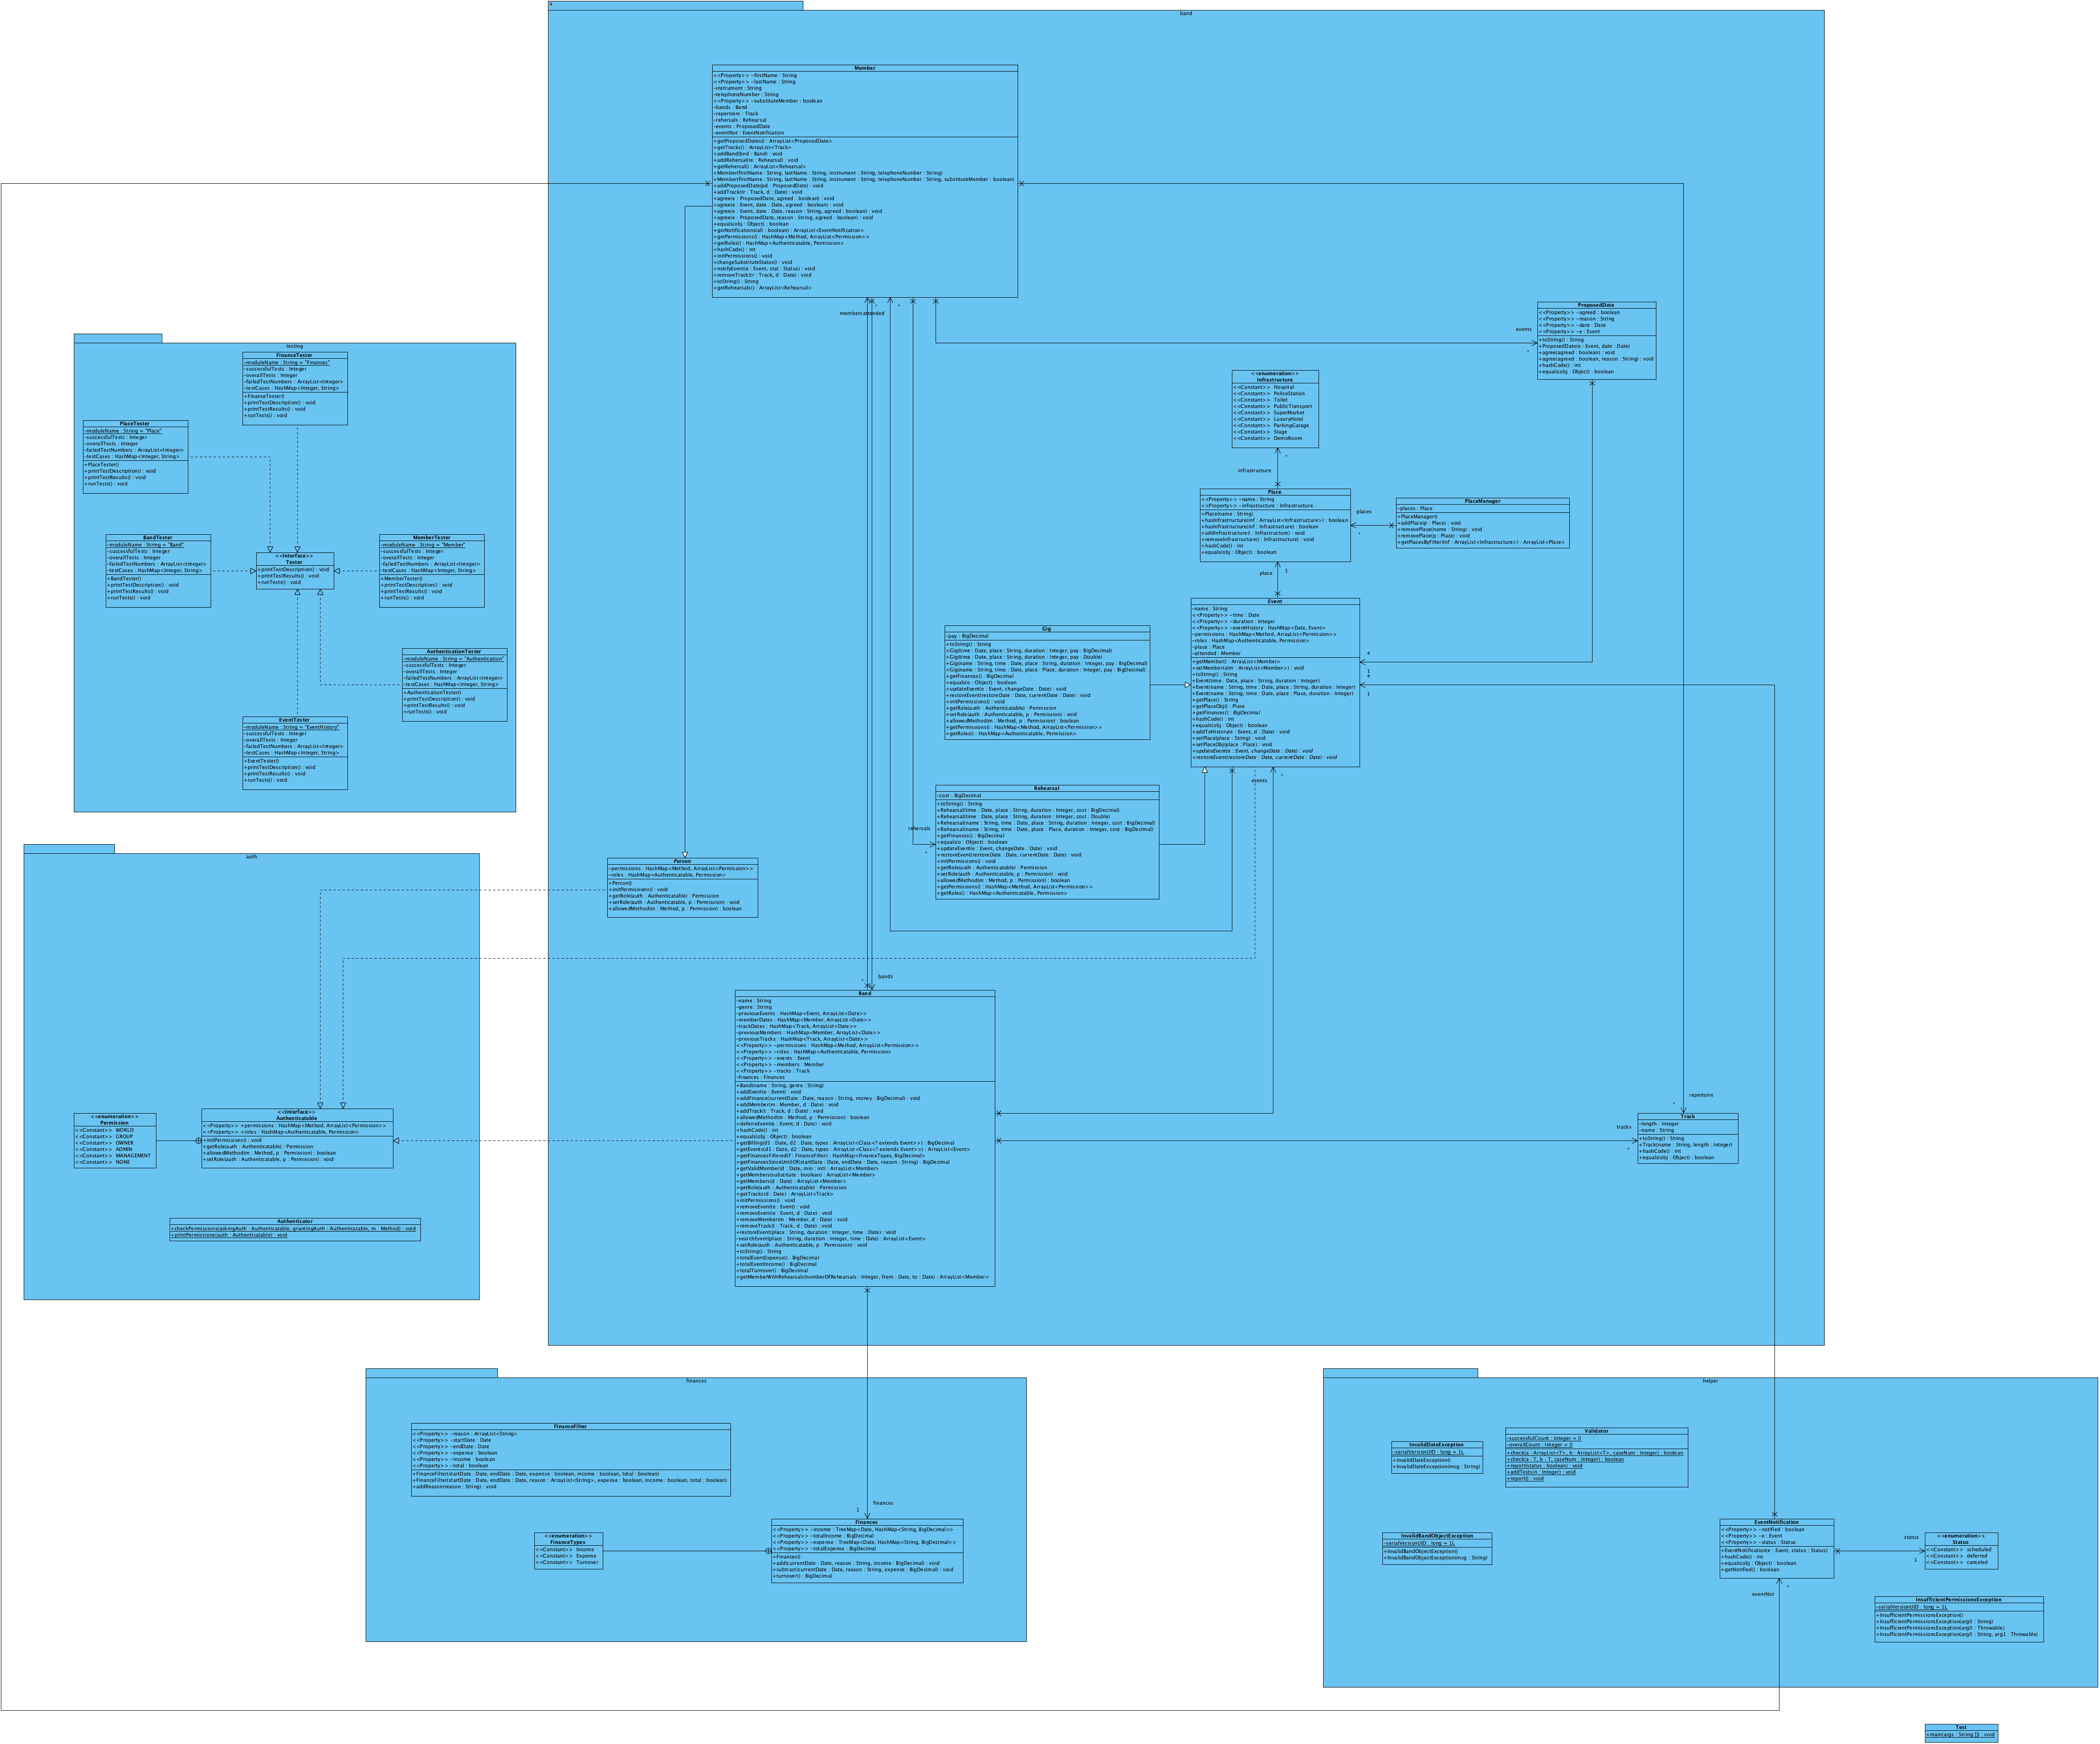 a
band
Member
<<Property>> -firstName : String
<<Property>> -lastName : String
-instrument : String
-telephoneNumber : String
<<Property>> -substituteMember : boolean
-bands : Band
-repertoire : Track
-rehersals : Rehearsal
-events : ProposedDate
-eventNot : EventNotification
+getProposedDates() : ArrayList<ProposedDate>
+getTracks() : ArrayList<Track>
+addBand(bnd : Band) : void
+addRehersal(re : Rehearsal) : void
+getRehersal() : ArrayList<Rehearsal>
+Member(firstName : String, lastName : String, instrument : String, telephoneNumber : String)
+Member(firstName : String, lastName : String, instrument : String, telephoneNumber : String, substituteMember : boolean)
+addProposedDate(pd : ProposedDate) : void
+addTrack(tr : Track, d : Date) : void
+agree(e : ProposedDate, agreed : boolean) : void
+agree(e : Event, date : Date, agreed : boolean) : void
+agree(e : Event, date : Date, reason : String, agreed : boolean) : void
+agree(e : ProposedDate, reason : String, agreed : boolean) : void
+equals(obj : Object) : boolean
+getNotifications(all : boolean) : ArrayList<EventNotification>
+getPermissions() : HashMap<Method, ArrayList<Permission>>
+getRoles() : HashMap<Authenticatable, Permission>
+hashCode() : int
+initPermissions() : void
+changeSubstituteStatus() : void
+notifyEvent(e : Event, stat : Status) : void
+removeTrack(tr : Track, d : Date) : void
+toString() : String
+getRehearsals() : ArrayList<Rehearsal>
*
*
members
attended
ProposedDate
<<Property>> -agreed : boolean
<<Property>> -reason : String
<<Property>> -date : Date
<<Property>> -e : Event
+toString() : String
+ProposedDate(e : Event, date : Date)
+agree(agreed : boolean) : void
+agree(agreed : boolean, reason : String) : void
+hashCode() : int
+equals(obj : Object) : boolean
events
*
testing
FinanceTester
-moduleName : String = "Finances"
-successfulTests : Integer
-overallTests : Integer
-failedTestNumbers : ArrayList<Integer>
-testCases : HashMap<Integer, String>
+FinanceTester()
+printTestDescription() : void
+printTestResults() : void
+runTests() : void
PlaceTester
-moduleName : String = "Place"
-successfulTests : Integer
-overallTests : Integer
-failedTestNumbers : ArrayList<Integer>
-testCases : HashMap<Integer, String>
+PlaceTester()
+printTestDescription() : void
+printTestResults() : void
+runTests() : void
BandTester
-moduleName : String = "Band"
-successfulTests : Integer
-overallTests : Integer
-failedTestNumbers : ArrayList<Integer>
-testCases : HashMap<Integer, String>
+BandTester()
+printTestDescription() : void
+printTestResults() : void
+runTests() : void
<<Interface>>
Tester
+printTestDescription() : void
+printTestResults() : void
+runTests() : void
MemberTester
-moduleName : String = "Member"
-successfulTests : Integer
-overallTests : Integer
-failedTestNumbers : ArrayList<Integer>
-testCases : HashMap<Integer, String>
+MemberTester()
+printTestDescription() : void
+printTestResults() : void
+runTests() : void
AuthenticationTester
-moduleName : String = "Authentication"
-successfulTests : Integer
-overallTests : Integer
-failedTestNumbers : ArrayList<Integer>
-testCases : HashMap<Integer, String>
+AuthenticationTester()
+printTestDescription() : void
+printTestResults() : void
+runTests() : void
EventTester
-moduleName : String = "EventHistory"
-successfulTests : Integer
-overallTests : Integer
-failedTestNumbers : ArrayList<Integer>
-testCases : HashMap<Integer, String>
+EventTester()
+printTestDescription() : void
+printTestResults() : void
+runTests() : void
<<enumeration>>
Infrastructure
<<Constant>> Hospital
<<Constant>> PoliceStation
<<Constant>> Toilet
<<Constant>> PublicTransport
<<Constant>> SuperMarket
<<Constant>> LuxuryHotel
<<Constant>> ParkingGarage
<<Constant>> Stage
<<Constant>> DemoRoom
*
infrastructure
Place
<<Property>> -name : String
<<Property>> -infrastructure : Infrastructure
+Place(name : String)
+hasInfrastructure(inf : ArrayList<Infrastructure>) : boolean
+hasInfrastructure(inf : Infrastructure) : boolean
+addInfrastructure(i : Infrastructure) : void
+removeInfrastructure(i : Infrastructure) : void
+hashCode() : int
+equals(obj : Object) : boolean
places
*
PlaceManager
-places : Place
+PlaceManager()
+addPlace(p : Place) : void
+removePlace(name : String) : void
+removePlace(p : Place) : void
+getPlacesByFilter(inf : ArrayList<Infrastructure>) : ArrayList<Place>
place
1
Event
-name : String
<<Property>> -time : Date
<<Property>> -duration : Integer
<<Property>> -eventHistory : HashMap<Date, Event>
-permissions : HashMap<Method, ArrayList<Permission>>
-roles : HashMap<Authenticatable, Permission>
-place : Place
-attended : Member
+getMember() : ArrayList<Member>
+setMember(alm : ArrayList<Member>) : void
+toString() : String
+Event(time : Date, place : String, duration : Integer)
+Event(name : String, time : Date, place : String, duration : Integer)
+Event(name : String, time : Date, place : Place, duration : Integer)
+getPlace() : String
+getPlaceObj() : Place
+getFinances() : BigDecimal
+hashCode() : int
+equals(obj : Object) : boolean
+addToHistory(e : Event, d : Date) : void
+setPlace(place : String) : void
+setPlaceObj(place : Place) : void
+updateEvent(e : Event, changeDate : Date) : void
+restoreEvent(restoreDate : Date, currentDate : Date) : void
e
1
e
1
events
*
Gig
-pay : BigDecimal
+toString() : String
+Gig(time : Date, place : String, duration : Integer, pay : BigDecimal)
+Gig(time : Date, place : String, duration : Integer, pay : Double)
+Gig(name : String, time : Date, place : String, duration : Integer, pay : BigDecimal)
+Gig(name : String, time : Date, place : Place, duration : Integer, pay : BigDecimal)
+getFinances() : BigDecimal
+equals(o : Object) : boolean
+updateEvent(e : Event, changeDate : Date) : void
+restoreEvent(restoreDate : Date, currentDate : Date) : void
+initPermissions() : void
+getRole(auth : Authenticatable) : Permission
+setRole(auth : Authenticatable, p : Permission) : void
+allowedMethod(m : Method, p : Permission) : boolean
+getPermissions() : HashMap<Method, ArrayList<Permission>>
+getRoles() : HashMap<Authenticatable, Permission>
Rehearsal
-cost : BigDecimal
+toString() : String
+Rehearsal(time : Date, place : String, duration : Integer, cost : BigDecimal)
+Rehearsal(time : Date, place : String, duration : Integer, cost : Double)
+Rehearsal(name : String, time : Date, place : String, duration : Integer, cost : BigDecimal)
+Rehearsal(name : String, time : Date, place : Place, duration : Integer, cost : BigDecimal)
+getFinances() : BigDecimal
+equals(o : Object) : boolean
+updateEvent(e : Event, changeDate : Date) : void
+restoreEvent(restoreDate : Date, currentDate : Date) : void
+initPermissions() : void
+getRole(auth : Authenticatable) : Permission
+setRole(auth : Authenticatable, p : Permission) : void
+allowedMethod(m : Method, p : Permission) : boolean
+getPermissions() : HashMap<Method, ArrayList<Permission>>
+getRoles() : HashMap<Authenticatable, Permission>
rehersals
*
Person
-permissions : HashMap<Method, ArrayList<Permission>>
-roles : HashMap<Authenticatable, Permission>
+Person()
+initPermissions() : void
+getRole(auth : Authenticatable) : Permission
+setRole(auth : Authenticatable, p : Permission) : void
+allowedMethod(m : Method, p : Permission) : boolean
auth
<<enumeration>>
Permission
<<Constant>> WORLD
<<Constant>> GROUP
<<Constant>> OWNER
<<Constant>> ADMIN
<<Constant>> MANAGEMENT
<<Constant>> NONE
<<Interface>>
Authenticatable
<<Property>> +permissions : HashMap<Method, ArrayList<Permission>>
<<Property>> +roles : HashMap<Authenticatable, Permission>
+initPermissions() : void
+getRole(auth : Authenticatable) : Permission
+allowedMethod(m : Method, p : Permission) : boolean
+setRole(auth : Authenticatable, p : Permission) : void
Authenticator
+checkPermissions(askingAuth : Authenticatable, grantingAuth : Authenticatable, m : Method) : void
+printPermissions(auth : Authenticatable) : void
*
bands
Band
-name : String
-genre : String
-previousEvents : HashMap<Event, ArrayList<Date>>
-memberDates : HashMap<Member, ArrayList<Date>>
-trackDates : HashMap<Track, ArrayList<Date>>
-previousMembers : HashMap<Member, ArrayList<Date>>
-previousTracks : HashMap<Track, ArrayList<Date>>
<<Property>> -permissions : HashMap<Method, ArrayList<Permission>>
<<Property>> -roles : HashMap<Authenticatable, Permission>
<<Property>> -events : Event
<<Property>> -members : Member
<<Property>> -tracks : Track
-finances : Finances
+Band(name : String, genre : String)
+addEvent(e : Event) : void
+addFinance(currentDate : Date, reason : String, money : BigDecimal) : void
+addMember(m : Member, d : Date) : void
+addTrack(t : Track, d : Date) : void
+allowedMethod(m : Method, p : Permission) : boolean
+deferreEvent(e : Event, d : Date) : void
+hashCode() : int
+equals(obj : Object) : boolean
+getBilling(d1 : Date, d2 : Date, types : ArrayList<Class<? extends Event>>) : BigDecimal
+getEvents(d1 : Date, d2 : Date, types : ArrayList<Class<? extends Event>>) : ArrayList<Event>
+getFinancesFiltered(f : FinanceFilter) : HashMap<FinanceTypes, BigDecimal>
+getFinancesSinceUntilOf(startDate : Date, endDate : Date, reason : String) : BigDecimal
+getValidMember(d : Date, min : int) : ArrayList<Member>
+getMembers(substitute : boolean) : ArrayList<Member>
+getMembers(d : Date) : ArrayList<Member>
+getRole(auth : Authenticatable) : Permission
+getTracks(d : Date) : ArrayList<Track>
+initPermissions() : void
+removeEvent(e : Event) : void
+removeEvent(e : Event, d : Date) : void
+removeMember(m : Member, d : Date) : void
+removeTrack(t : Track, d : Date) : void
+restoreEvent(place : String, duration : Integer, time : Date) : void
-searchEvent(place : String, duration : Integer, time : Date) : ArrayList<Event>
+setRole(auth : Authenticatable, p : Permission) : void
+toString() : String
+totalEventExpense() : BigDecimal
+totalEventIncome() : BigDecimal
+totalTurnover() : BigDecimal
+getMemberWithRehearsals(numberOfRehearsals : Integer, from : Date, to : Date) : ArrayList<Member>
repertoire
*
tracks
*
Track
-length : Integer
-name : String
+toString() : String
+Track(name : String, length : Integer)
+hashCode() : int
+equals(obj : Object) : boolean
finances
FinanceFilter
<<Property>> -reason : ArrayList<String>
<<Property>> -startDate : Date
<<Property>> -endDate : Date
<<Property>> -expense : boolean
<<Property>> -income : boolean
<<Property>> -total : boolean
+FinanceFilter(startDate : Date, endDate : Date, expense : boolean, income : boolean, total : boolean)
+FinanceFilter(startDate : Date, endDate : Date, reason : ArrayList<String>, expense : boolean, income : boolean, total : boolean)
+addReason(reason : String) : void
finances
1
<<enumeration>>
FinanceTypes
<<Constant>> Income
<<Constant>> Expense
<<Constant>> Turnover
Finances
<<Property>> -income : TreeMap<Date, HashMap<String, BigDecimal>>
<<Property>> -totalIncome : BigDecimal
<<Property>> -expense : TreeMap<Date, HashMap<String, BigDecimal>>
<<Property>> -totalExpense : BigDecimal
+Finances()
+add(currentDate : Date, reason : String, income : BigDecimal) : void
+subtract(currentDate : Date, reason : String, expense : BigDecimal) : void
+turnover() : BigDecimal
helper
InvalidDateException
-serialVersionUID : long = 1L
+InvalidDateException()
+InvalidDateException(msg : String)
Validator
-successfulCount : Integer = 0
-overallCount : Integer = 0
+check(a : ArrayList<T>, b : ArrayList<T>, caseNum : Integer) : boolean
+check(a : T, b : T, caseNum : Integer) : boolean
+report(status : boolean) : void
+addTests(n : Integer) : void
+report() : void
InvalidBandObjectException
-serialVersionUID : long = 1L
+InvalidBandObjectException()
+InvalidBandObjectException(msg : String)
EventNotification
<<Property>> -notified : boolean
<<Property>> -e : Event
<<Property>> -status : Status
+EventNotification(e : Event, status : Status)
+hashCode() : int
+equals(obj : Object) : boolean
+getNotified() : boolean
status
1
<<enumeration>>
Status
<<Constant>> scheduled
<<Constant>> deferred
<<Constant>> canceled
eventNot
*
InsufficientPermissionsException
-serialVersionUID : long = 1L
+InsufficientPermissionsException()
+InsufficientPermissionsException(arg0 : String)
+InsufficientPermissionsException(arg0 : Throwable)
+InsufficientPermissionsException(arg0 : String, arg1 : Throwable)
Test
+main(args : String []) : void